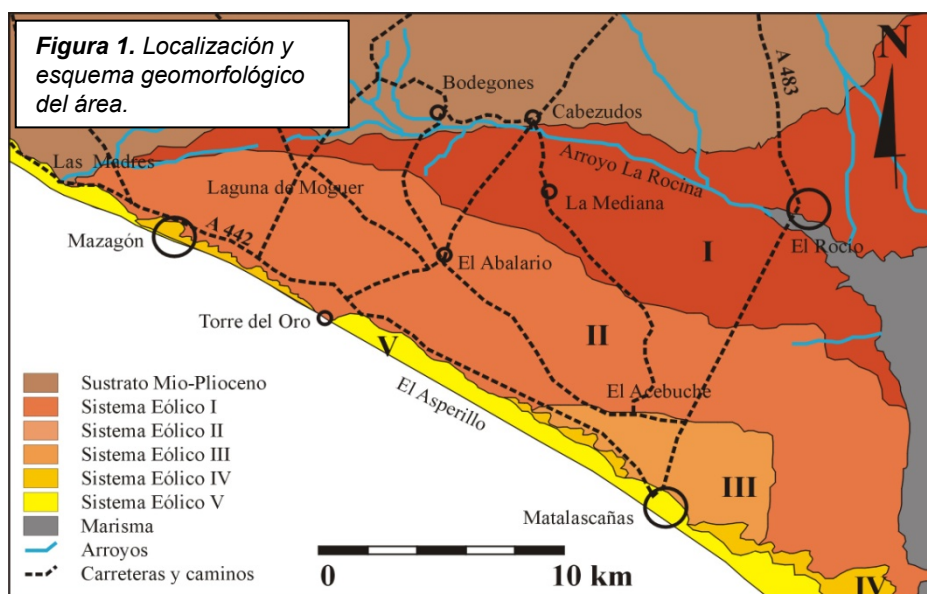 Figura 1. Localización y
esquema geomorfológico
del área.
N
A 483
Bodegones
Cabezudos
Las Madres
Arroyo La Rocina
Laguna de Moguer
La Mediana
Mazagón
A 442
I
El Rocío
El Abalario
Torre del Oro
V
II
El Asperillo
El Acebuche
III
Matalascañas
IV
Sustrato Mio-Plioceno
Sistema Eólico I
Sistema Eólico II
Sistema Eólico III
Sistema Eólico IV
Sistema Eólico V
Marisma
Arroyos
Carreteras y caminos
0 10 km